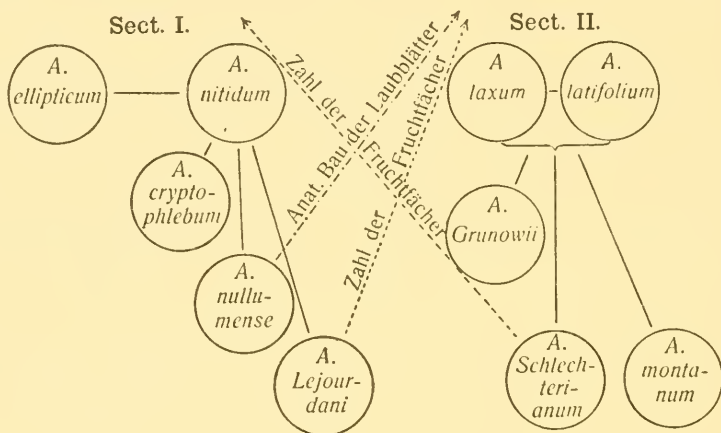 Sect. I.
Sect. II.
A.
ellipticum
A.
nitidum
A
laxum
A.
latifolium
Zahl der Fruchtfächer
Anat. Bau der Laubblätter
Zahl der Fruchtfächer
A.
crypto-
phlebum
A.
Grunowii
A.
nullu-
mense
A.
Lejour-
dani
A.
Schlech-
teri-
anum
A.
monta-
num